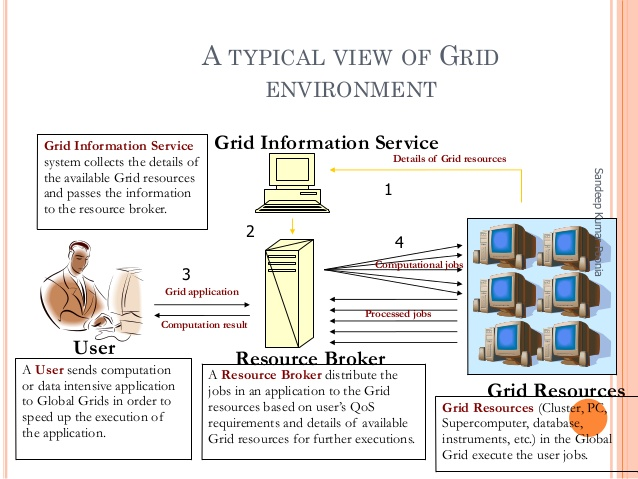 A TYPICAL VIEW OF GRID
ENVIRONMENT
Grid Information Service
Grid Information Service
system collects the details of
the available Grid resources
and passes the information
to the resource broker.
Details of Grid resources
1
2
3
4
Grid application
Computation result
Computational jobs
Processed jobs
User
A User sends computation
or data intensive application
to Global Grids in order to
speed up the execution of
the application.
Resource Broker
A Resource Broker distribute the
jobs in an application to the Grid
resources based on user's QoS
requirements and details of available
Grid resources for further executions.
Grid Resources
Grid Resources (Cluster, PC,
Supercomputer, database,
instruments, etc.) in the Global
Grid execute the user jobs.
Sandeep Kumar